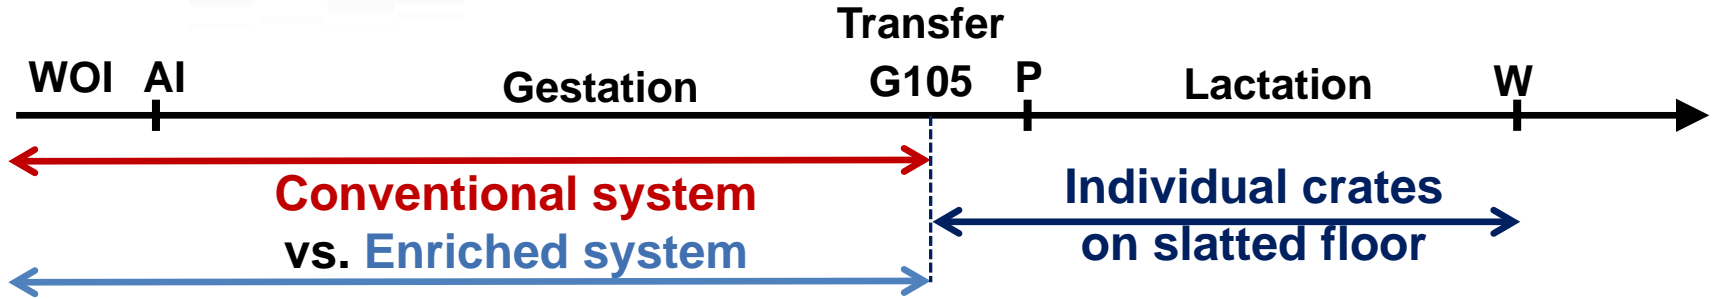 Transfer
WOI AI Gestation G105 P Lactation W
Conventional system
vs. Enriched system
Individual crates
on slatted floor